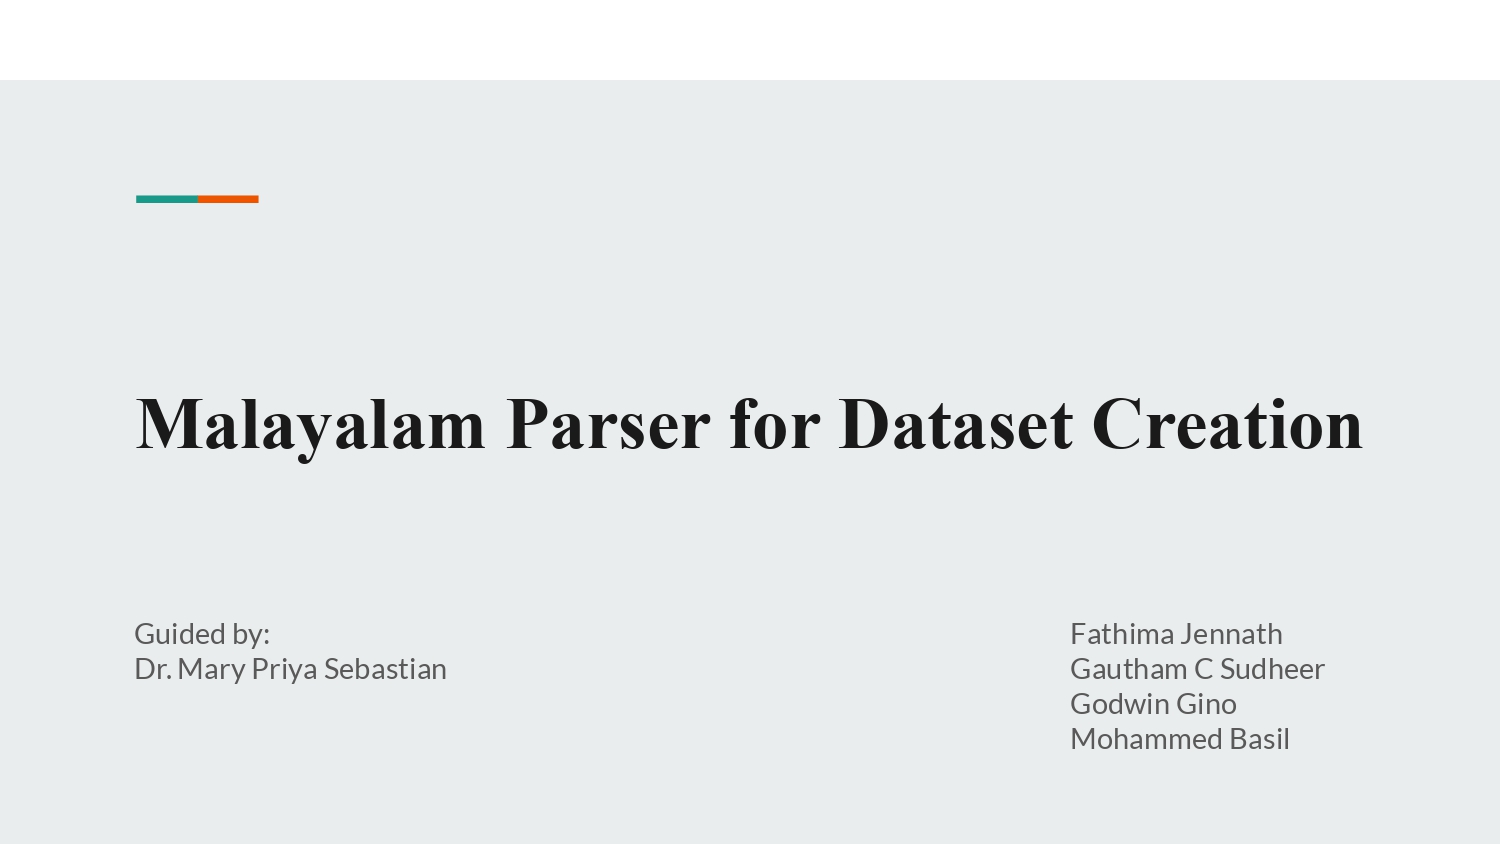 Malayalam Parser for Dataset Creation
Guided by:
Dr. Mary Priya Sebastian
Fathima Jennath
Gautham C Sudheer
Godwin Gino
Mohammed Basil